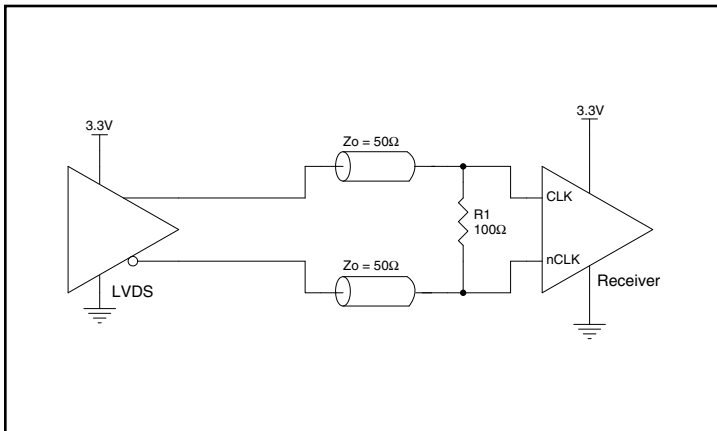 3.3V
LVDS
Zo = 50Ω
Zo = 50Ω
R1
100Ω
3.3V
CLK
nCLK
Receiver